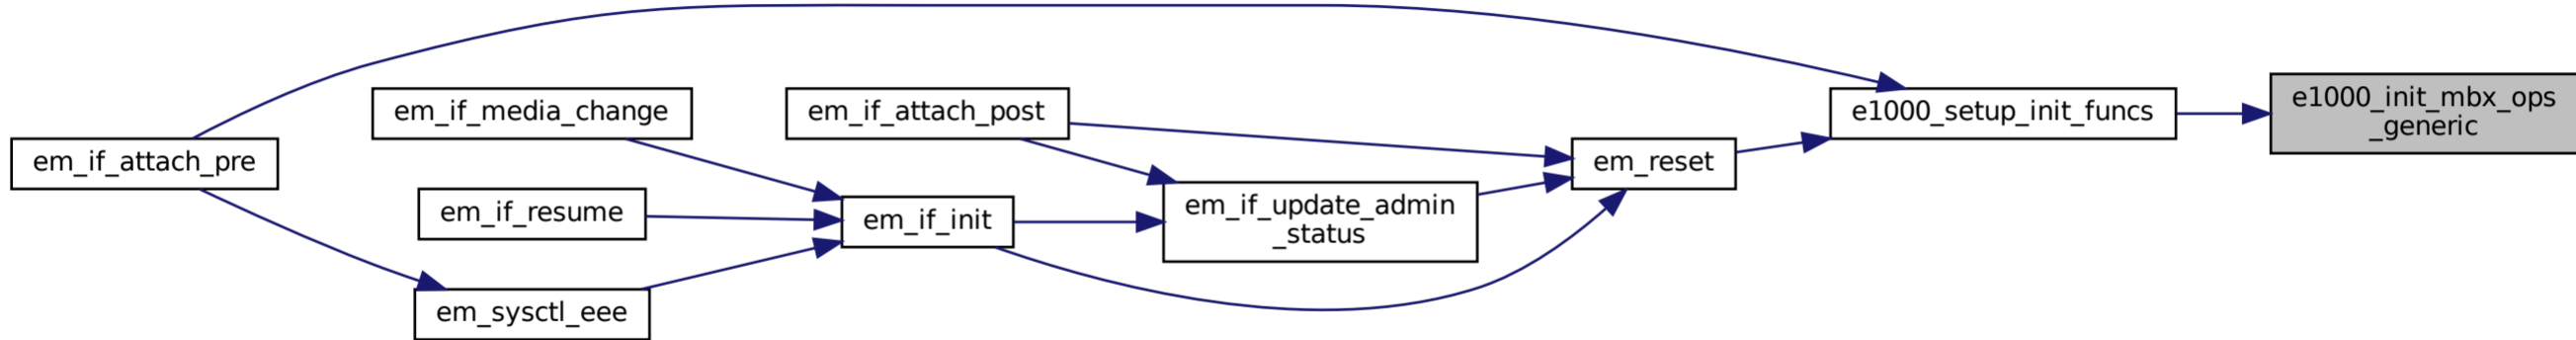 em_if_attach_pre
em_if_media_change
em_if_resume
em_sysctl_eee
em_if_attach_post
em_if_init
em_if_update_admin
_status
em_reset
e1000_setup_init_funcs
e1000_init_mbx_ops
_generic